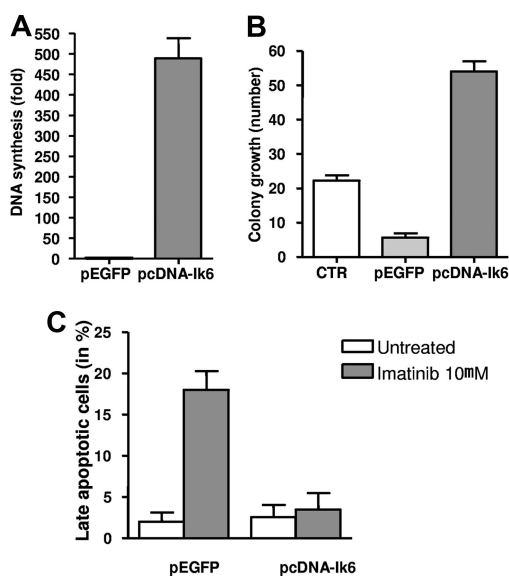 A
DNA synthesis (fold)
550
500
450
400
350
300
250
200
150
100
50
0
pEGFP pcDNA-Ik6
B
Colony growth (number)
60
50
40
30
20
10
0
CTR pEGFP pcDNA-Ik6
C
Late apoptotic cells (in %)
25
20
15
10
5
0
pEGFP pcDNA-Ik6
Untreated
Imatinib 10mM